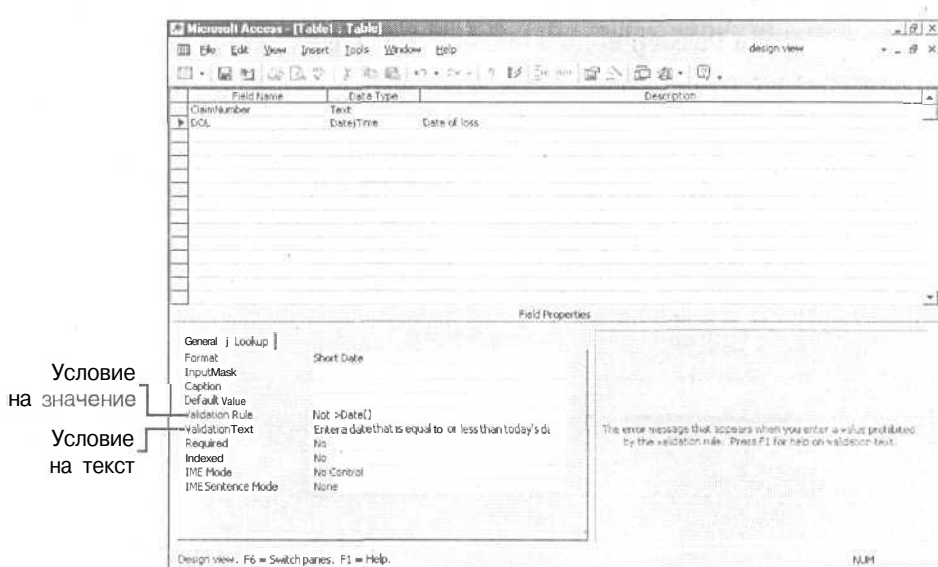 Microsoft Access - [Table1 : Table]
File Edit View Insert Tools Window Help design view
Field Name Data Type Description
ClaimNumber Text
DOL Date/Time Date of loss
Field Properties
General Lookup
Format Short Date
InputMask
Caption
Default Value
Validation Rule Not >Date()
ValidationText Enter a date that is equal to or less than today's da
Required No
Indexed No
IME Mode No Control
IME Sentence Mode None
Условие
на значение
Условие
на текст
The error message that appears when you enter a value prohibited
by the validation rule. Press F1 for help on validation text.
Design view. F6 = Switch panes. F1 = Help. NUM